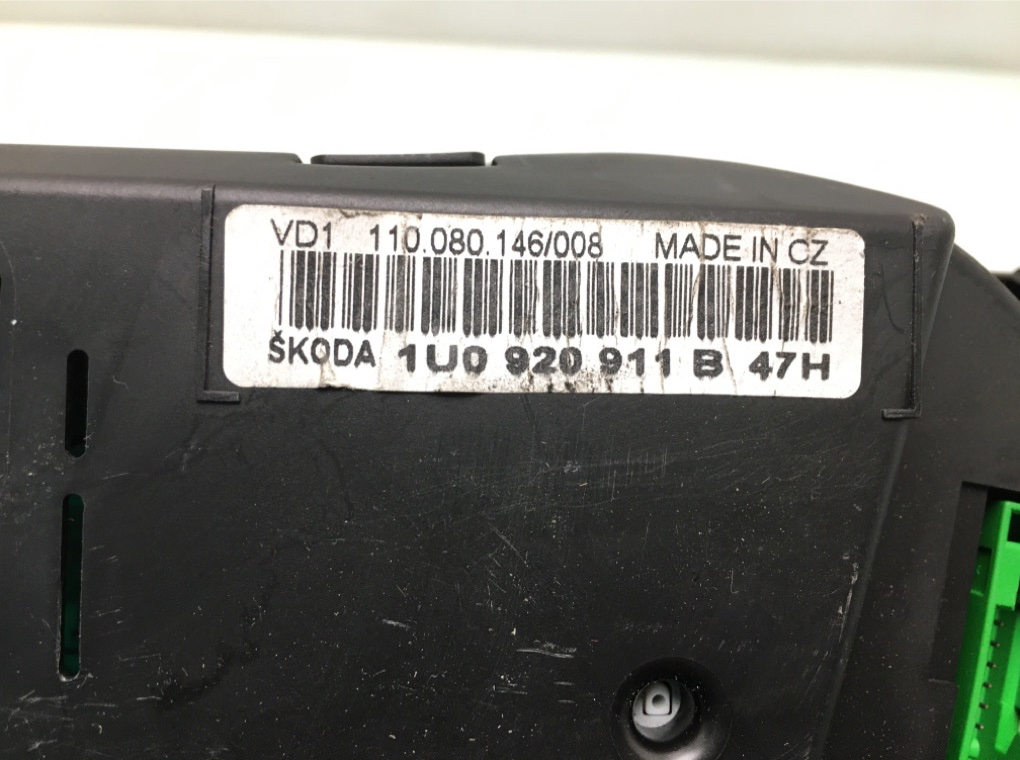 VD1 110.080.146/008 MADE IN CZ
ŠKODA 1U0 920 911 B 47H